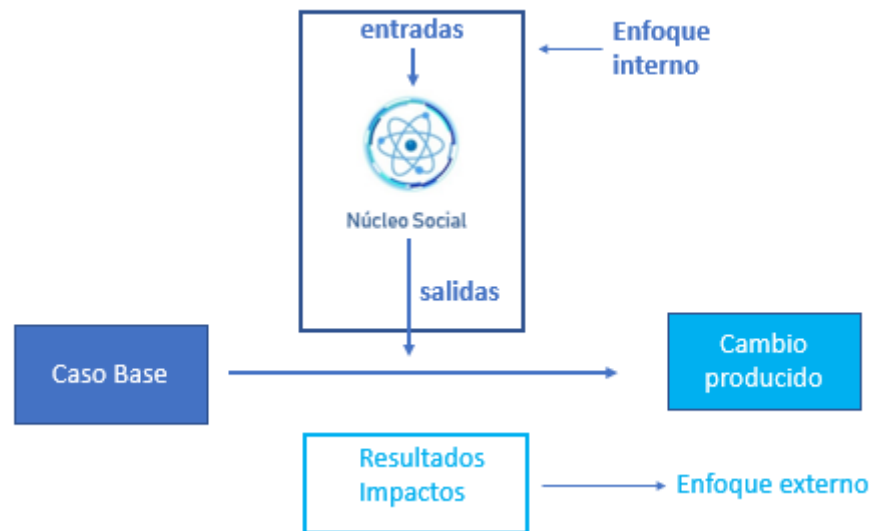 entradas
Enfoque
interno
Núcleo Social
salidas
Caso Base
Cambio
producido
Resultados
Impactos
Enfoque externo